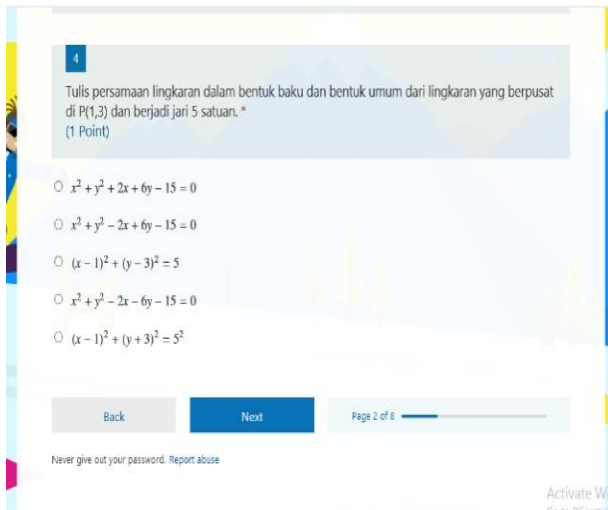 4
Tulis persamaan lingkaran dalam bentuk baku dan bentuk umum dari lingkaran yang berpusat
di P(1,3) dan berjadi jari 5 satuan. *
(1 Point)
x² + y² + 2x + 6y − 15 = 0
x² + y² − 2x + 6y − 15 = 0
(x − 1)² + (y − 3)² = 5
x² + y² − 2x − 6y − 15 = 0
(x − 1)² + (y + 3)² = 5²
Back Next Page 2 of 8
Never give out your password. Report abuse
Activate